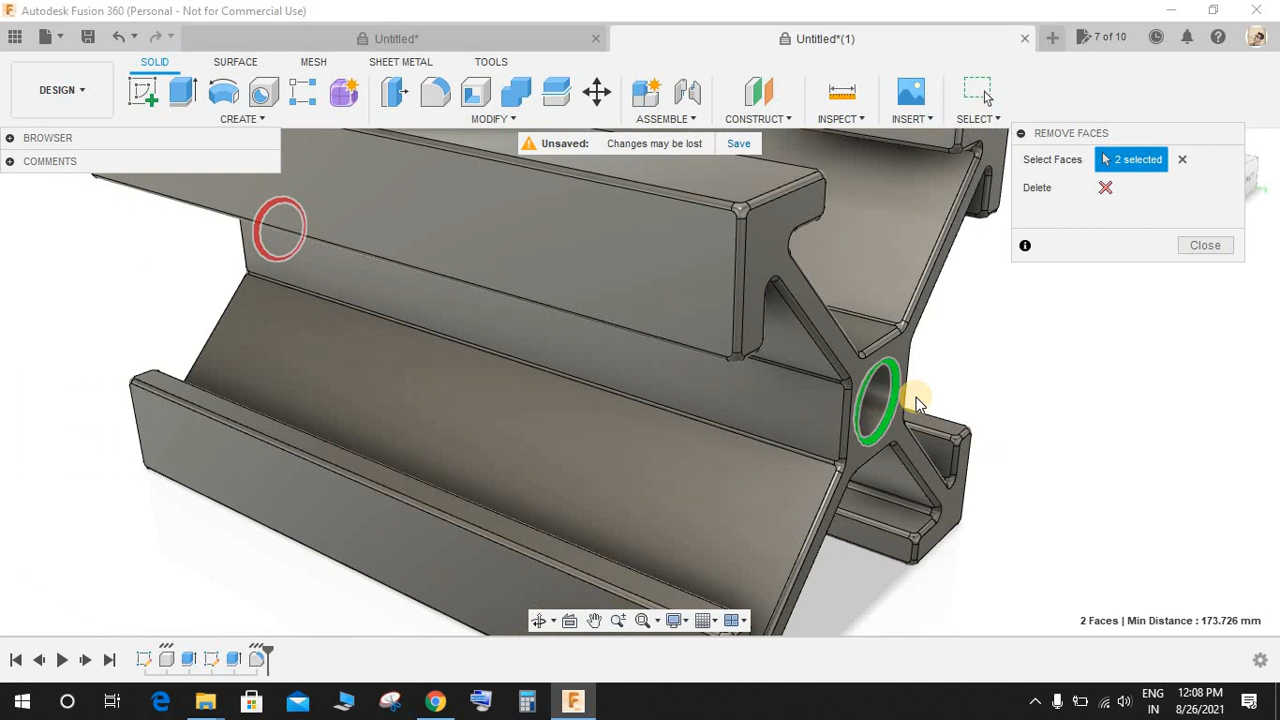 Autodesk Fusion 360 (Personal - Not for Commercial Use)
Untitled*
Untitled*(1)
7 of 10
SOLID
SURFACE
MESH
SHEET METAL
TOOLS
DESIGN
CREATE
MODIFY
ASSEMBLE
CONSTRUCT
INSPECT
INSERT
SELECT
BROWSER
COMMENTS
Unsaved: Changes may be lost Save
REMOVE FACES
Select Faces 2 selected
Delete
Close
2 Faces | Min Distance : 173.726 mm
ENG 12:08 PM
IN 8/26/2021